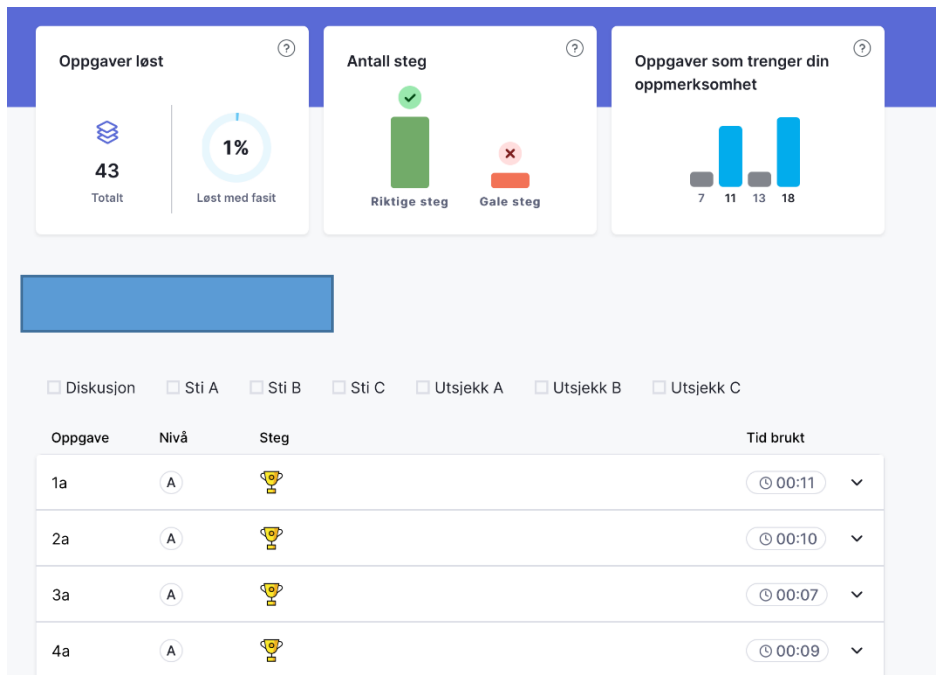 Oppgaver løst
?
43
Totalt
1%
Løst med fasit
Antall steg
?
Riktige steg
Gale steg
Oppgaver som trenger din
oppmerksomhet
?
7 11 13 18
Diskusjon Sti A Sti B Sti C Utsjekk A Utsjekk B Utsjekk C
Oppgave Nivå Steg Tid brukt
1a A 00:11
2a A 00:10
3a A 00:07
4a A 00:09